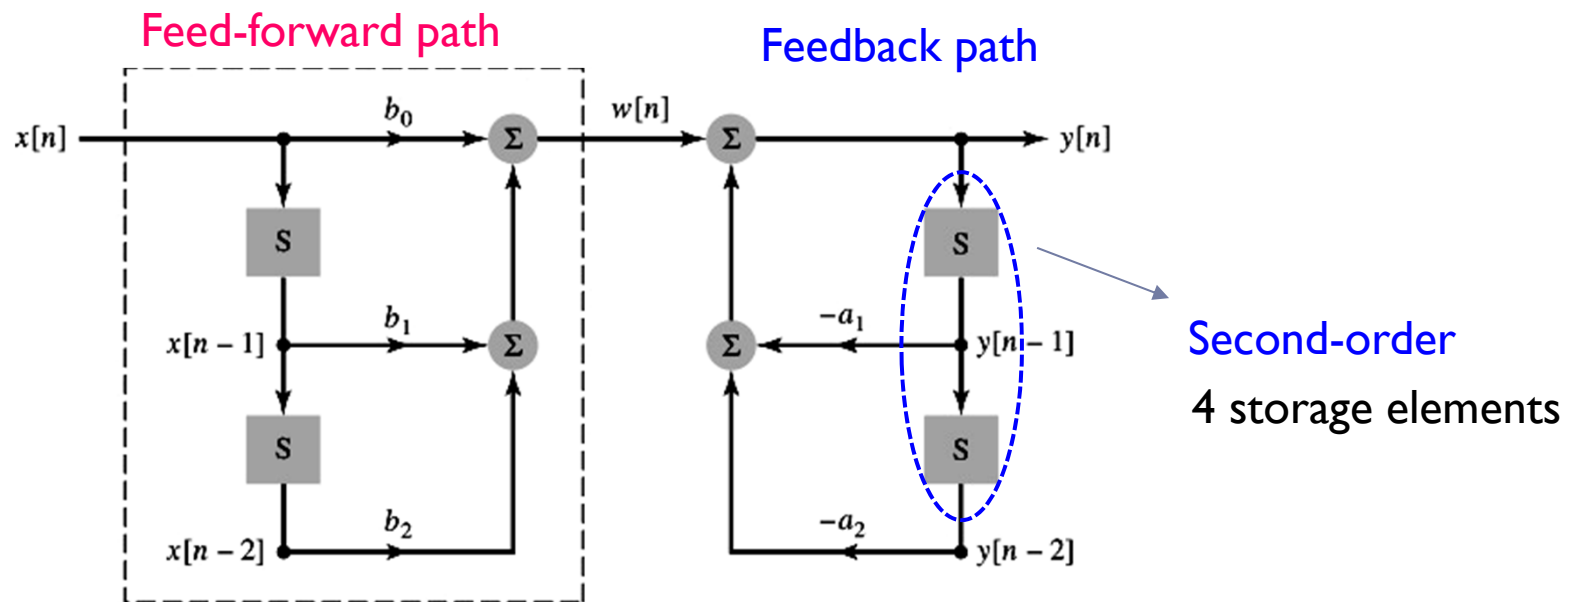 Feed-forward path
Feedback path
x[n]
b₀
Σ
w[n]
Σ
y[n]
S
S
x[n − 1]
b₁
Σ
Σ
−a₁
y[n − 1]
Second-order
4 storage elements
S
S
x[n − 2]
b₂
−a₂
y[n − 2]